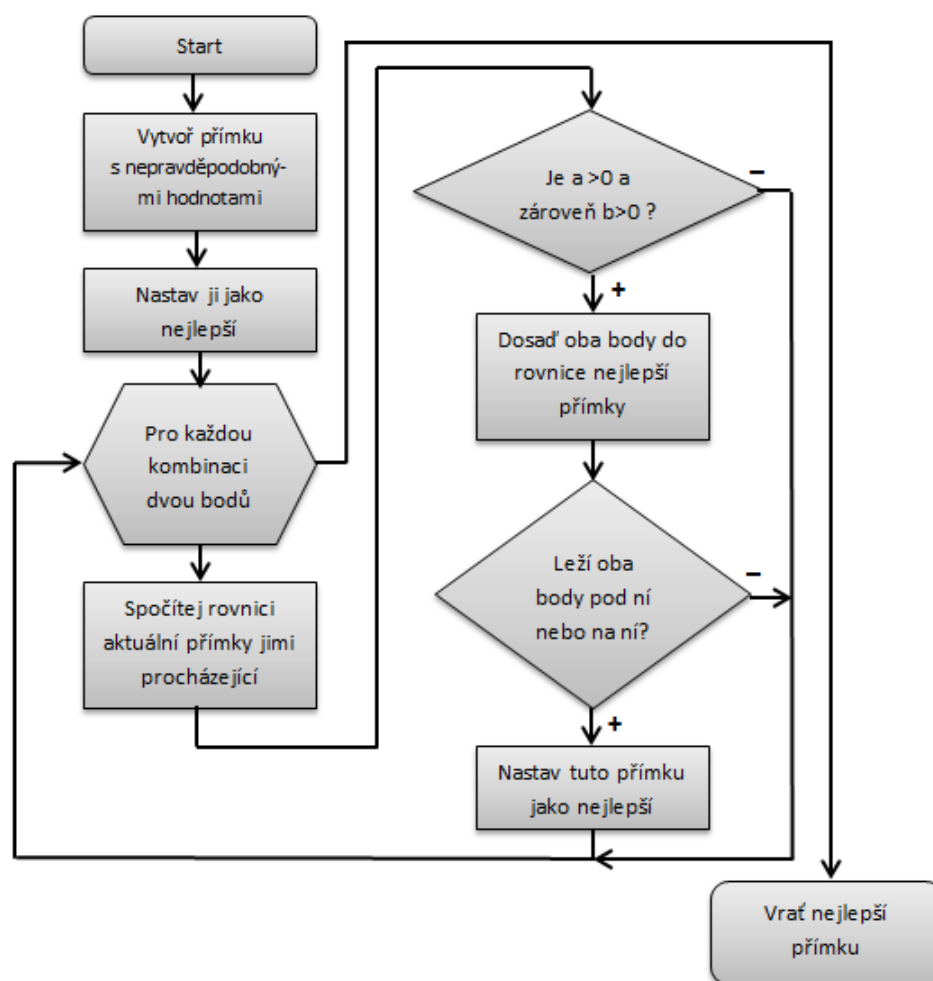 Start
Vytvoř přímku
s nepravděpodobný-
mi hodnotami
Nastav ji jako
nejlepší
Pro každou
kombinaci
dvou bodů
Spočítej rovnici
aktuální přímky jimi
procházející
Je a >0 a
zároveň b>0 ?
–
+
Dosaď oba body do
rovnice nejlepší
přímky
Leží oba
body pod ní
nebo na ní?
–
+
Nastav tuto přímku
jako nejlepší
Vrať nejlepší
přímku